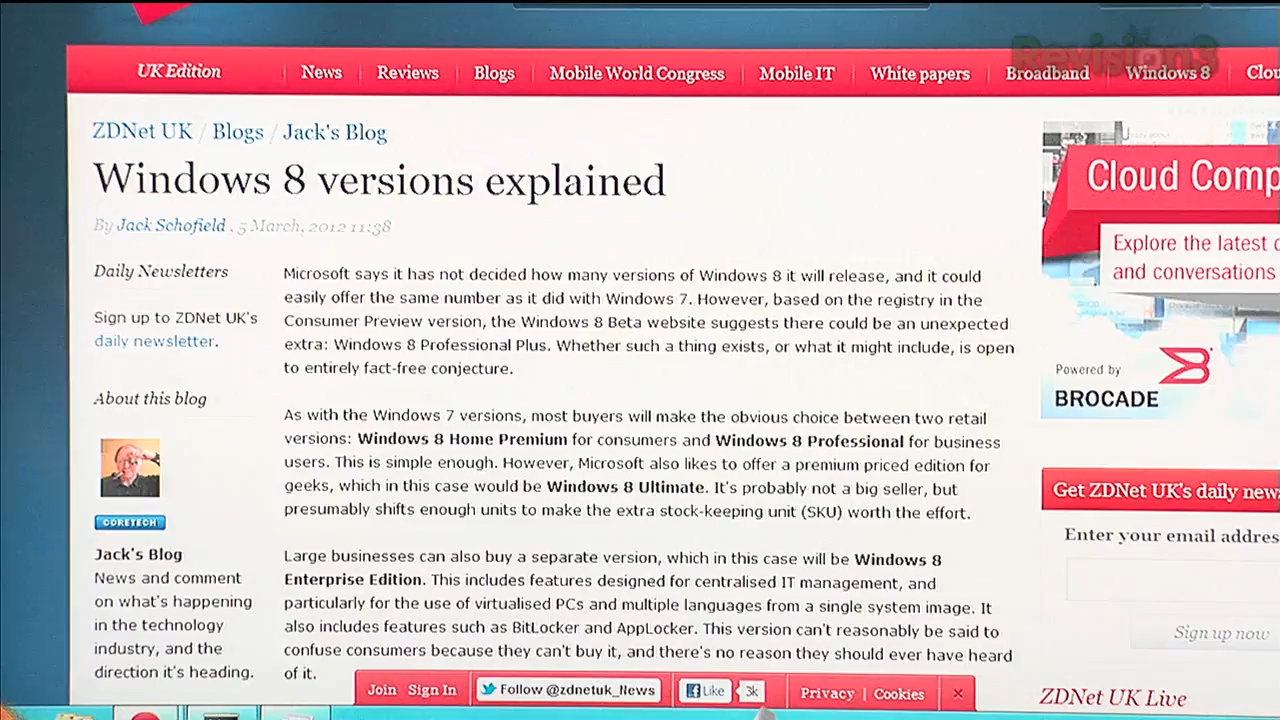 Revision3
UK Edition
News
Reviews
Blogs
Mobile World Congress
Mobile IT
White papers
Broadband
Windows 8
Clou
ZDNet UK / Blogs / Jack's Blog
Windows 8 versions explained
By Jack Schofield , 5 March, 2012 11:38
Daily Newsletters
Sign up to ZDNet UK's
daily newsletter.
About this blog
CORETECH
Jack's Blog
News and comment
on what's happening
in the technology
industry, and the
direction it's heading.
Microsoft says it has not decided how many versions of Windows 8 it will release, and it could
easily offer the same number as it did with Windows 7. However, based on the registry in the
Consumer Preview version, the Windows 8 Beta website suggests there could be an unexpected
extra: Windows 8 Professional Plus. Whether such a thing exists, or what it might include, is open
to entirely fact-free conjecture.
As with the Windows 7 versions, most buyers will make the obvious choice between two retail
versions: Windows 8 Home Premium for consumers and Windows 8 Professional for business
users. This is simple enough. However, Microsoft also likes to offer a premium priced edition for
geeks, which in this case would be Windows 8 Ultimate. It's probably not a big seller, but
presumably shifts enough units to make the extra stock-keeping unit (SKU) worth the effort.
Large businesses can also buy a separate version, which in this case will be Windows 8
Enterprise Edition. This includes features designed for centralised IT management, and
particularly for the use of virtualised PCs and multiple languages from a single system image. It
also includes features such as BitLocker and AppLocker. This version can't reasonably be said to
confuse consumers because they can't buy it, and there's no reason they should ever have heard
of it.
Cloud Comp
Explore the latest c
and conversations
Powered by
BROCADE
Get ZDNet UK's daily news
Enter your email addres
Sign up now
ZDNet UK Live
Join
Sign In
Follow @zdnetuk_News
Like
3k
Privacy | Cookies
×